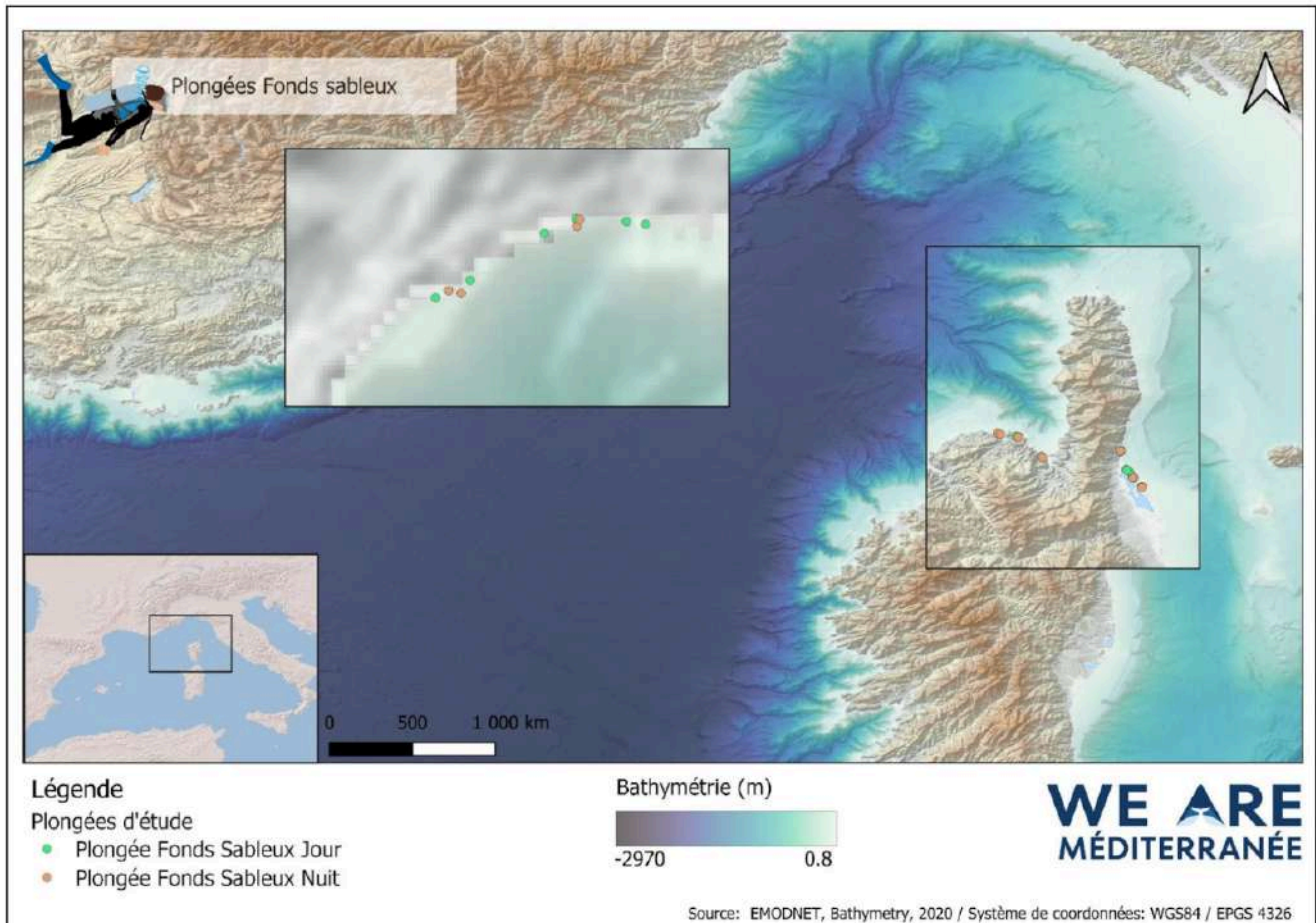 Plongées Fonds sableux
0 500 1 000 km
Légende
Plongées d'étude
Plongée Fonds Sableux Jour
Plongée Fonds Sableux Nuit
Bathymétrie (m)
-2970 0.8
WE ARE
MÉDITERRANÉE
Source: EMODNET, Bathymetry, 2020 / Système de coordonnées: WGS84 / EPGS 4326